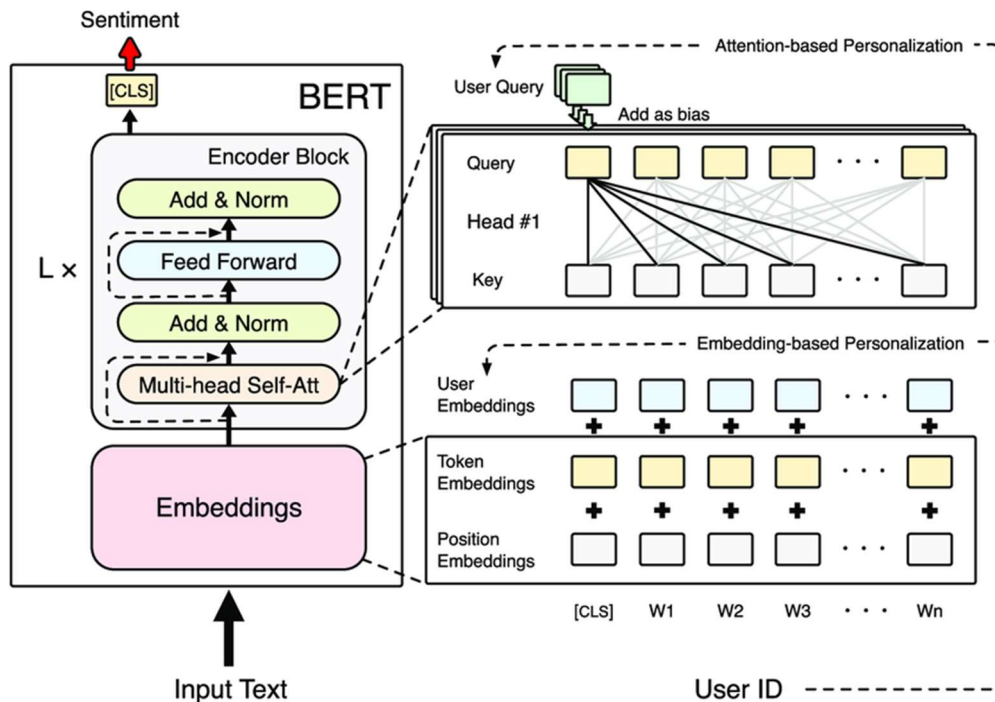 Sentiment
[CLS]
BERT
Encoder Block
Add & Norm
Feed Forward
L ×
Add & Norm
Multi-head Self-Att
Embeddings
Input Text
Attention-based Personalization
User Query
Add as bias
Query
Head #1
Key
Embedding-based Personalization
User
Embeddings
Token
Embeddings
Position
Embeddings
[CLS] W1 W2 W3 · · · Wn
User ID